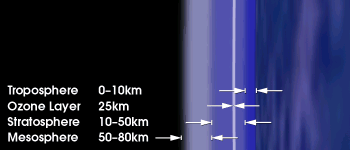 Troposphere 0–10km
Ozone Layer 25km
Stratosphere 10–50km
Mesosphere 50–80km